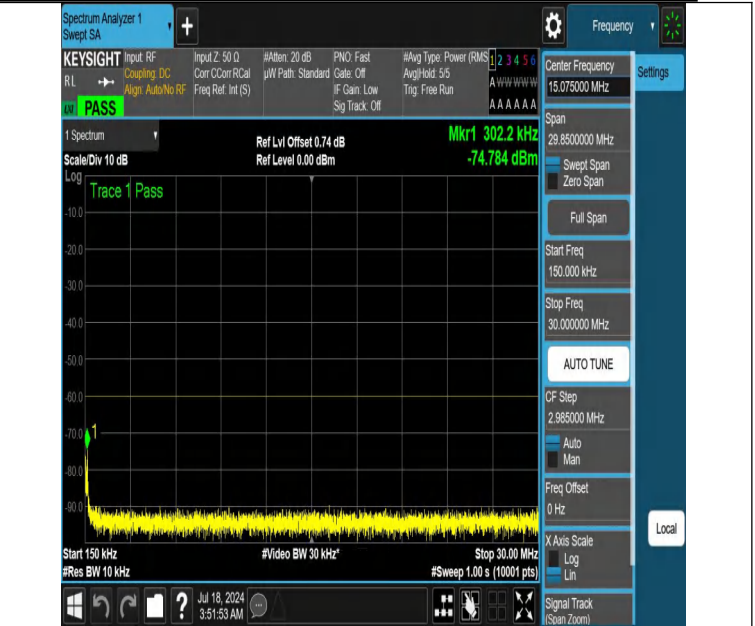 Spectrum Analyzer 1
Swept SA
+
Frequency
KEYSIGHT
RL
PASS
Input: RF
Coupling: DC
Align: Auto/No RF
Input Z: 50 Ω
Corr CCorr RCal
Freq Ref: Int (S)
#Atten: 20 dB
µW Path: Standard
PNO: Fast
Gate: Off
IF Gain: Low
Sig Track: Off
#Avg Type: Power (RMS
Avg|Hold: 5/5
Trig: Free Run
1 2 3 4 5 6
A W W W W W
A A A A A A
1 Spectrum
Scale/Div 10 dB
Ref Lvl Offset 0.74 dB
Ref Level 0.00 dBm
Mkr1 302.2 kHz
-74.784 dBm
Log
Trace 1 Pass
-10.0
-20.0
-30.0
-40.0
-50.0
-60.0
-70.0
1
-80.0
-90.0
Start 150 kHz
#Video BW 30 kHz*
Stop 30.00 MHz
#Res BW 10 kHz
#Sweep 1.00 s (10001 pts)
?
Jul 18, 2024
3:51:53 AM
Center Frequency
15.075000 MHz
Settings
Span
29.8500000 MHz
Swept Span
Zero Span
Full Span
Start Freq
150.000 kHz
Stop Freq
30.000000 MHz
AUTO TUNE
CF Step
2.985000 MHz
Auto
Man
Freq Offset
0 Hz
X Axis Scale
Log
Lin
Local
Signal Track
(Span Zoom)